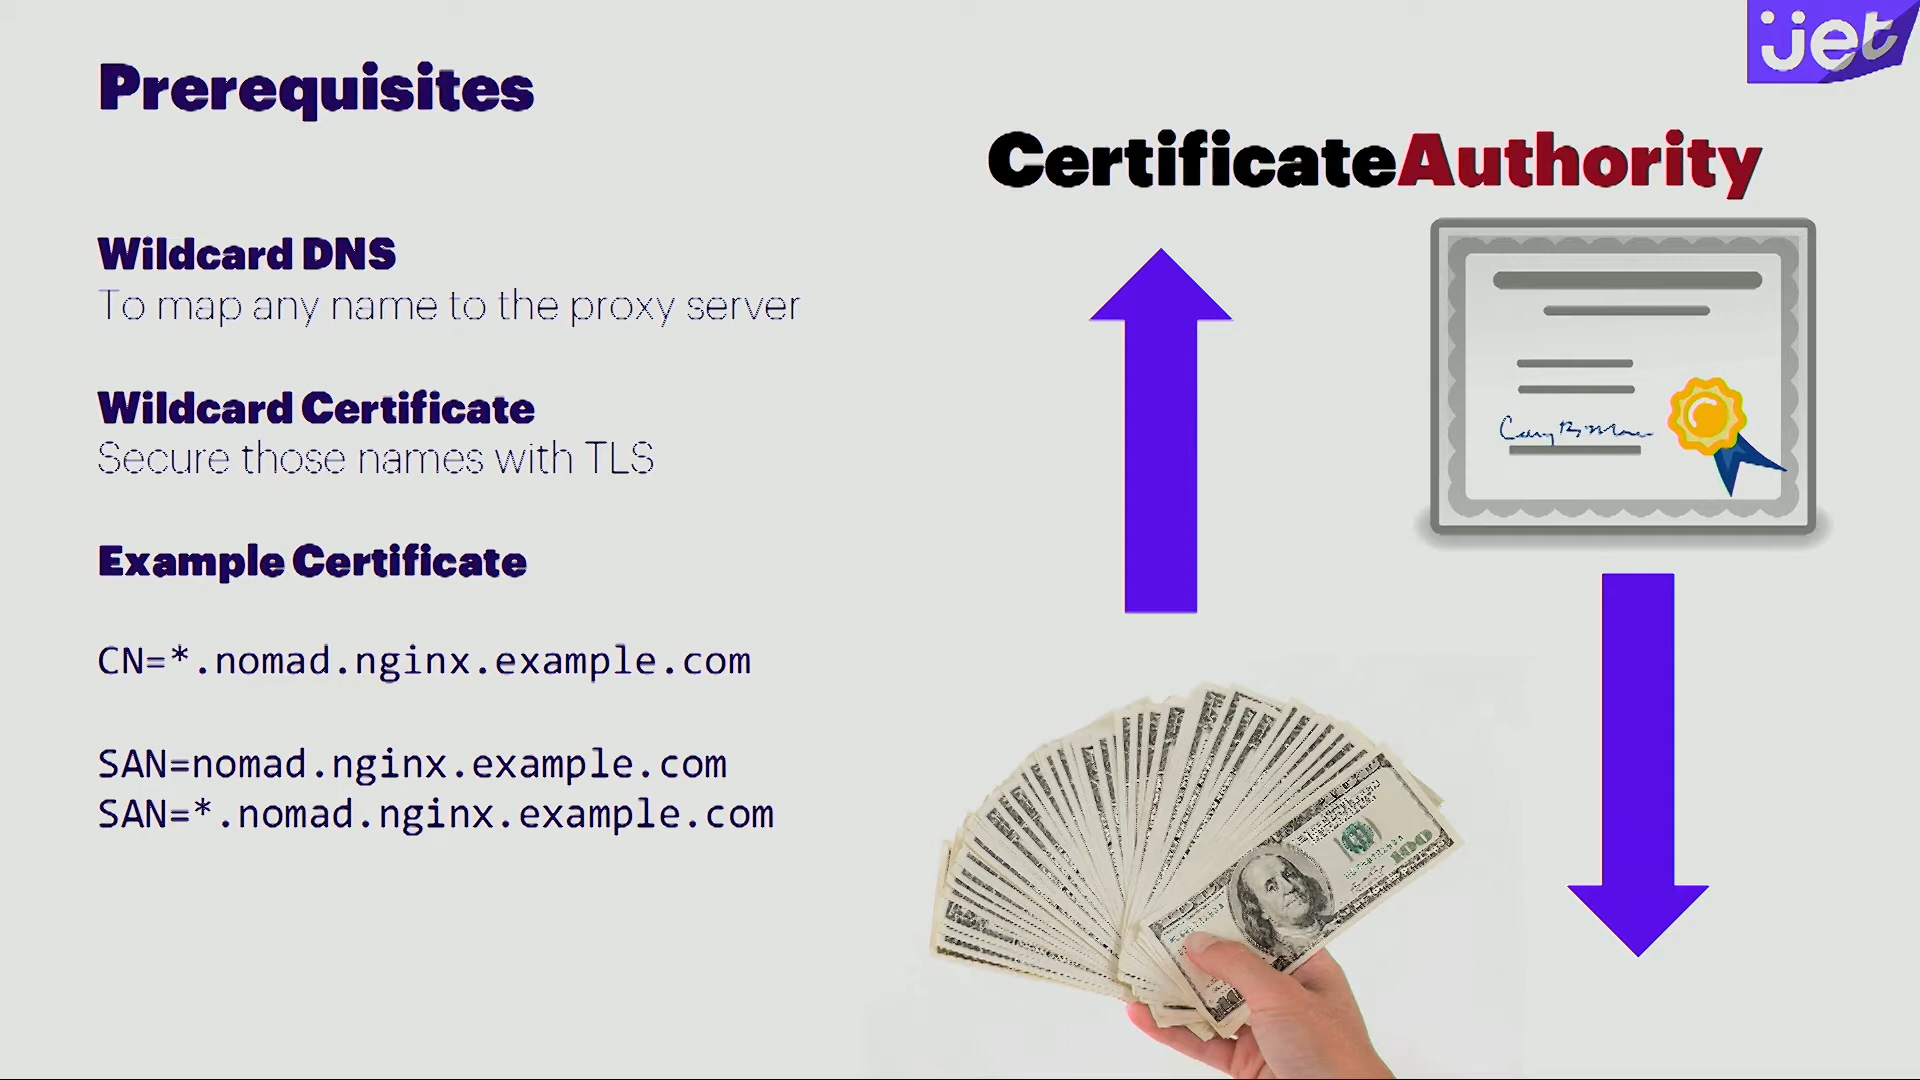 jet
Prerequisites
CertificateAuthority
Wildcard DNS
To map any name to the proxy server
Wildcard Certificate
Secure those names with TLS
Example Certificate
CN=*.nomad.nginx.example.com
SAN=nomad.nginx.example.com
SAN=*.nomad.nginx.example.com
100